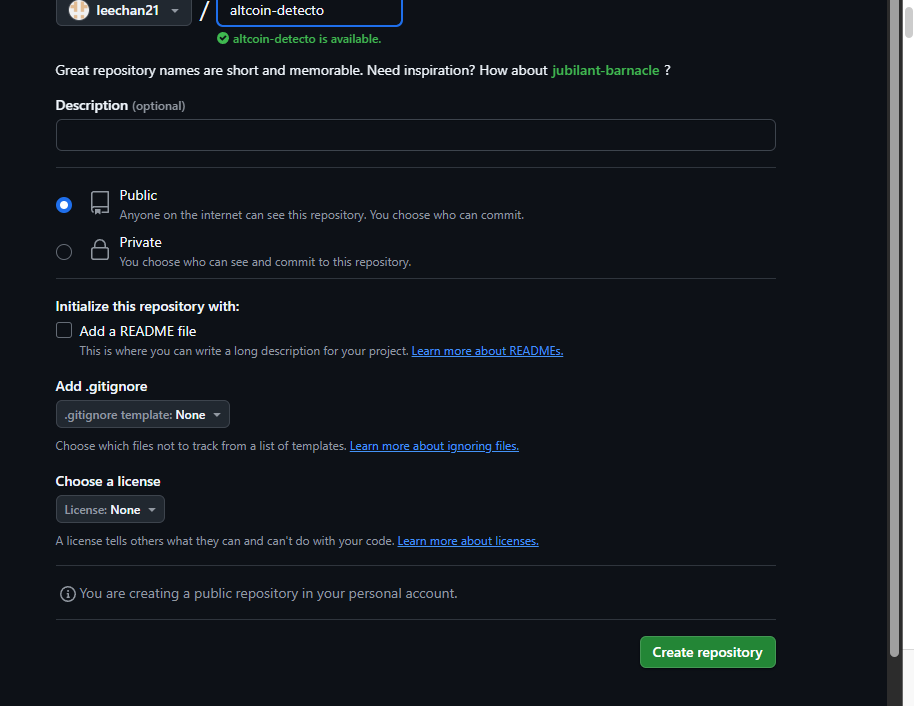 leechan21 / altcoin-detecto
altcoin-detecto is available.
Great repository names are short and memorable. Need inspiration? How about jubilant-barnacle ?
Description (optional)
Public
Anyone on the internet can see this repository. You choose who can commit.
Private
You choose who can see and commit to this repository.
Initialize this repository with:
Add a README file
This is where you can write a long description for your project. Learn more about READMEs.
Add .gitignore
.gitignore template: None
Choose which files not to track from a list of templates. Learn more about ignoring files.
Choose a license
License: None
A license tells others what they can and can't do with your code. Learn more about licenses.
You are creating a public repository in your personal account.
Create repository